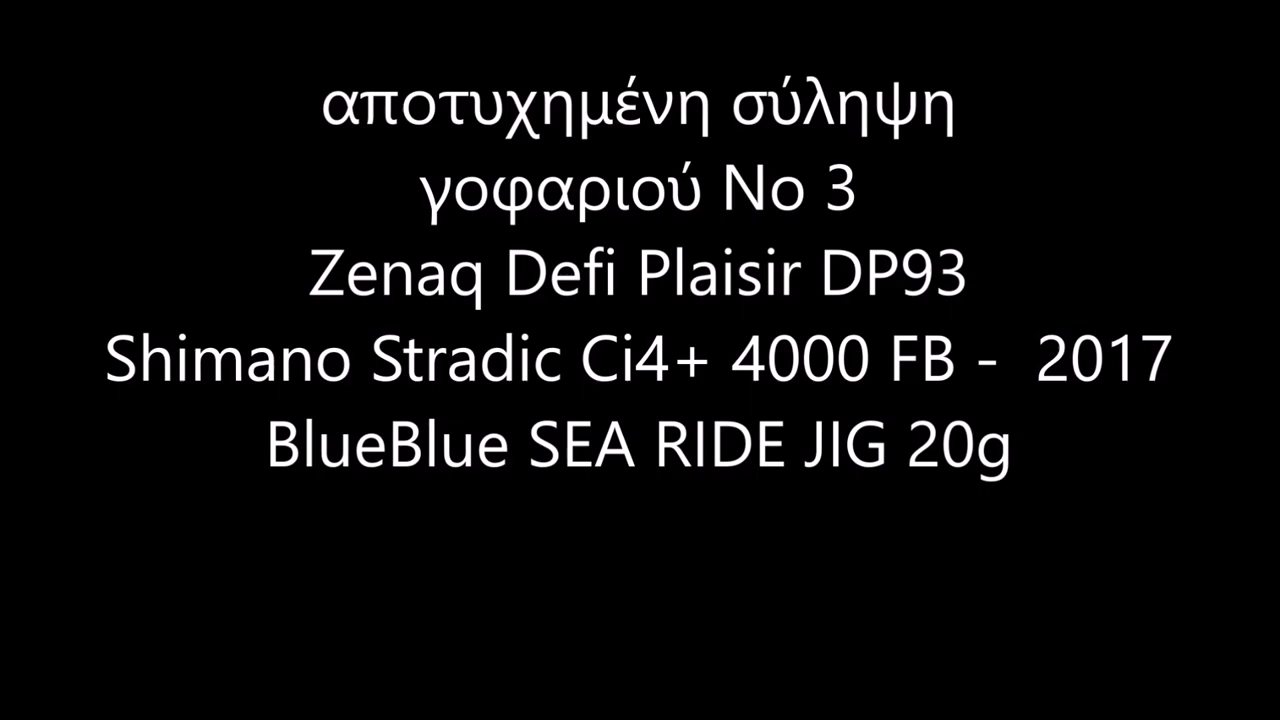 αποτυχημένη σύληψη
γοφαριού Νο 3
Zenaq Defi Plaisir DP93
Shimano Stradic Ci4+ 4000 FB -  2017
BlueBlue SEA RIDE JIG 20g